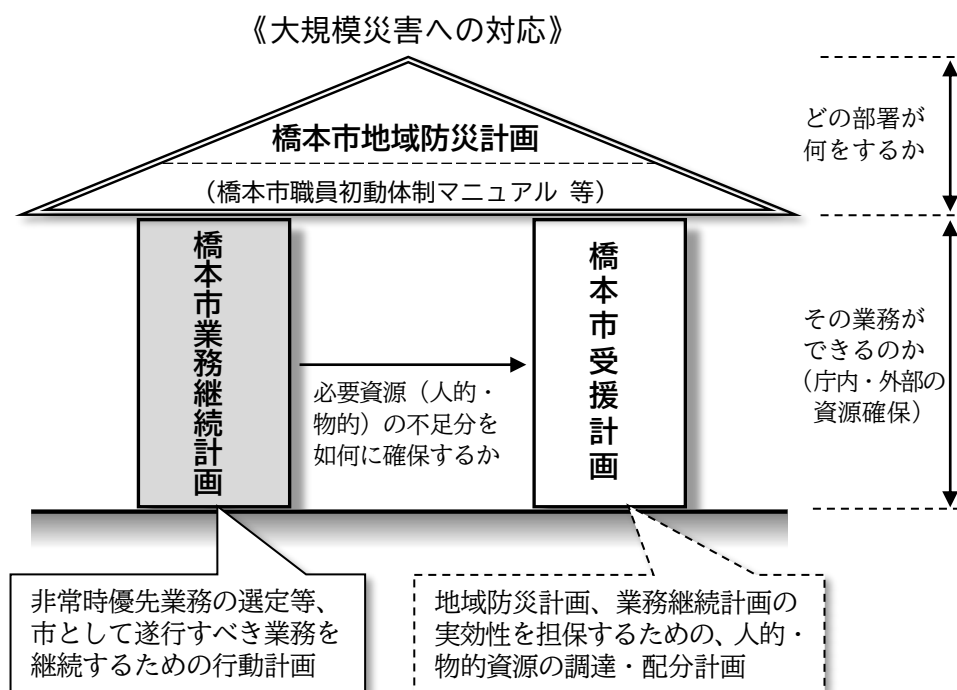 《大規模災害への対応》
橋本市地域防災計画
（橋本市職員初動体制マニュアル 等）
どの部署が
何をするか
橋本市業務継続計画
必要資源（人的・
物的）の不足分を
如何に確保するか
橋本市受援計画
その業務が
できるのか
（庁内・外部の
資源確保）
非常時優先業務の選定等、
市として遂行すべき業務を
継続するための行動計画
地域防災計画、業務継続計画の
実効性を担保するための、人的・
物的資源の調達・配分計画